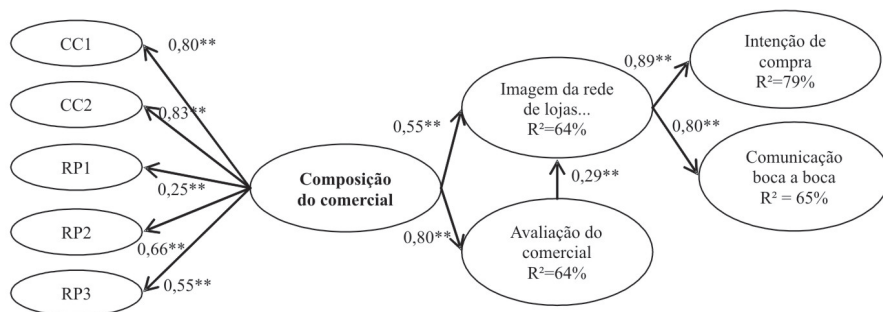 CC1
0,80**
CC2
0,83**
RP1
0,25**
RP2
0,66**
RP3
0,55**
Composição
do comercial
0,55**
0,80**
Imagem da rede
de lojas...
R²=64%
0,29**
Avaliação do
comercial
R²=64%
0,89**
0,80**
Intenção de
compra
R²=79%
Comunicação
boca a boca
R² = 65%